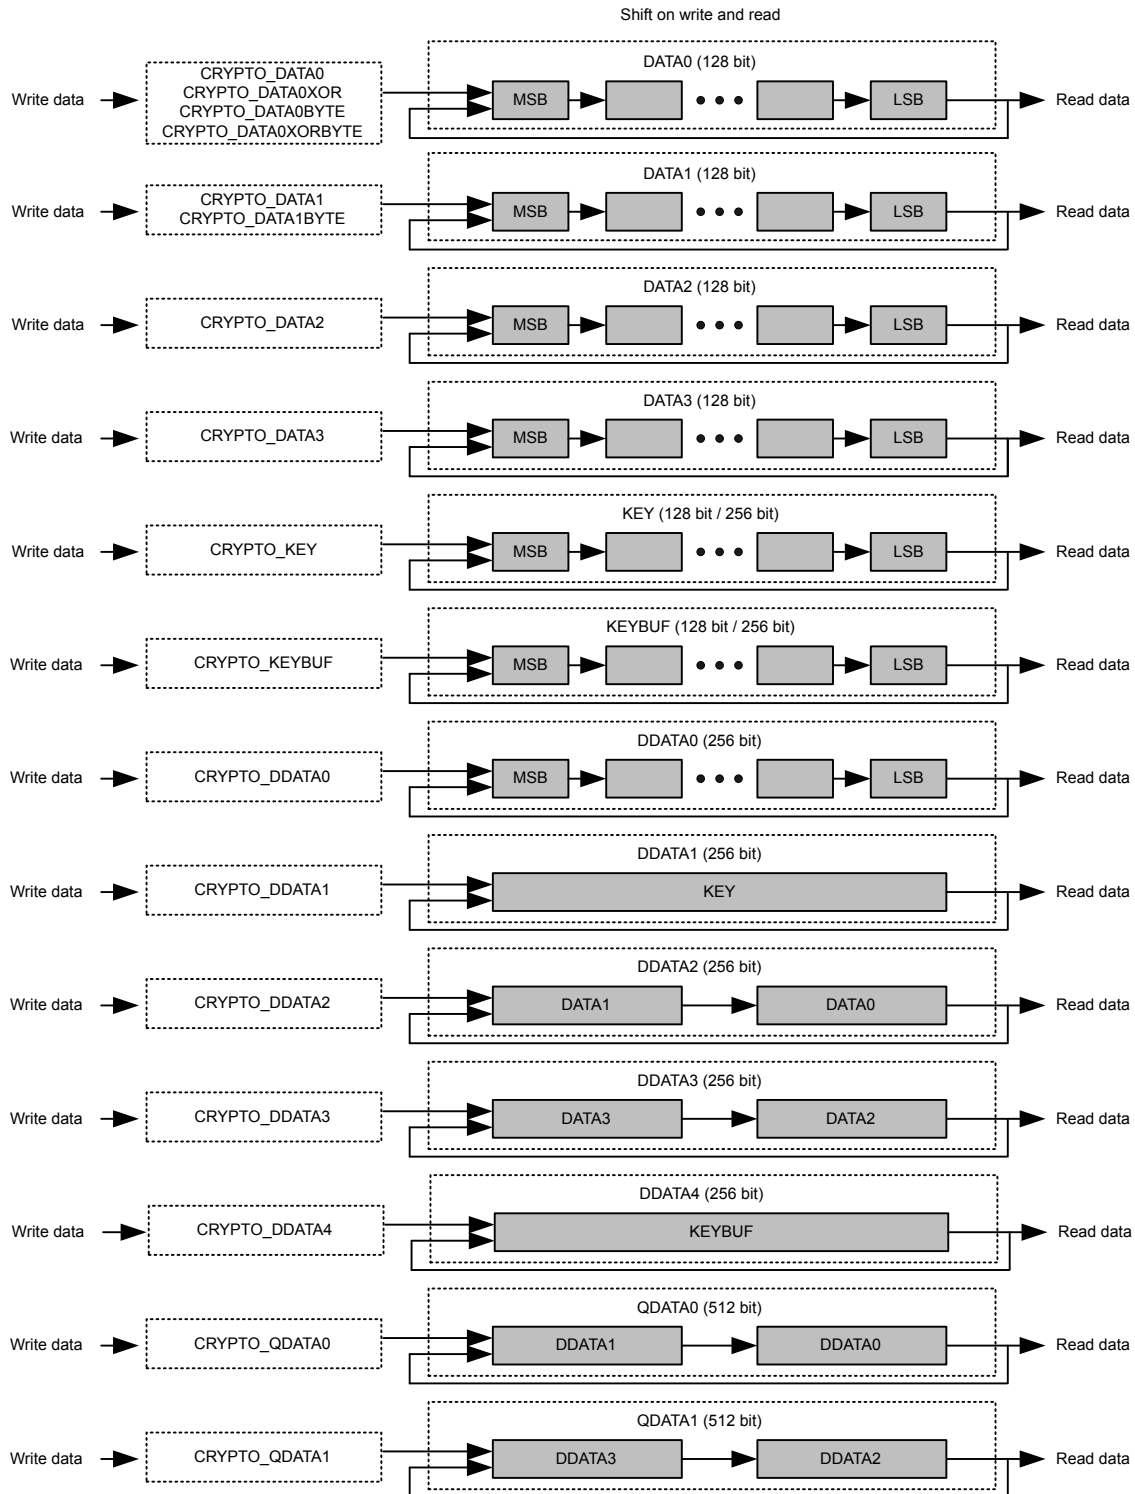 Shift on write and read
DATA0 (128 bit)
Write data
CRYPTO_DATA0
CRYPTO_DATA0XOR
CRYPTO_DATA0BYTE
CRYPTO_DATA0XORBYTE
MSB
LSB
Read data
DATA1 (128 bit)
Write data
CRYPTO_DATA1
CRYPTO_DATA1BYTE
MSB
LSB
Read data
DATA2 (128 bit)
Write data
CRYPTO_DATA2
MSB
LSB
Read data
DATA3 (128 bit)
Write data
CRYPTO_DATA3
MSB
LSB
Read data
KEY (128 bit / 256 bit)
Write data
CRYPTO_KEY
MSB
LSB
Read data
KEYBUF (128 bit / 256 bit)
Write data
CRYPTO_KEYBUF
MSB
LSB
Read data
DDATA0 (256 bit)
Write data
CRYPTO_DDATA0
MSB
LSB
Read data
DDATA1 (256 bit)
Write data
CRYPTO_DDATA1
KEY
Read data
DDATA2 (256 bit)
Write data
CRYPTO_DDATA2
DATA1
DATA0
Read data
DDATA3 (256 bit)
Write data
CRYPTO_DDATA3
DATA3
DATA2
Read data
DDATA4 (256 bit)
Write data
CRYPTO_DDATA4
KEYBUF
Read data
QDATA0 (512 bit)
Write data
CRYPTO_QDATA0
DDATA1
DDATA0
Read data
QDATA1 (512 bit)
Write data
CRYPTO_QDATA1
DDATA3
DDATA2
Read data